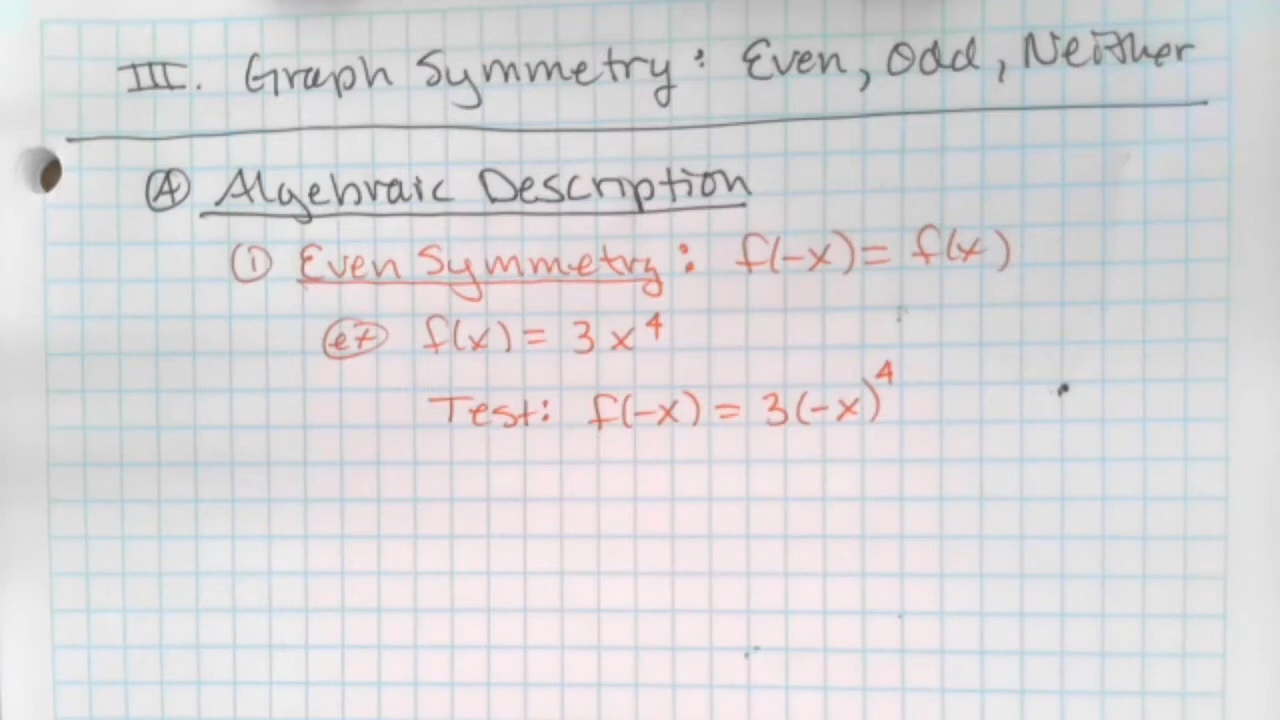 III. Graph Symmetry: Even, Odd, Neither
Ⓐ Algebraic Description
① Even Symmetry: f(-x) = f(x)
ex f(x) = 3x⁴
Test: f(-x) = 3(-x)⁴